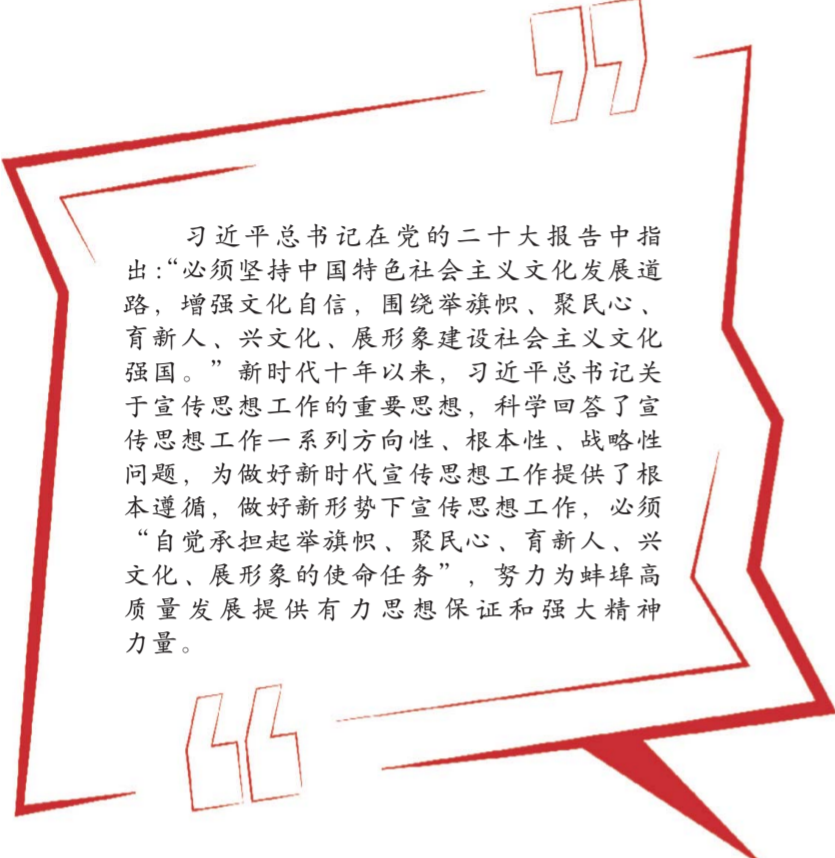 习近平总书记在党的二十大报告中指
出：“必须坚持中国特色社会主义文化发展道
路，增强文化自信，围绕举旗帜、聚民心、
育新人、兴文化、展形象建设社会主义文化
强国。”新时代十年以来，习近平总书记关
于宣传思想工作的重要思想，科学回答了宣
传思想工作一系列方向性、根本性、战略性
问题，为做好新时代宣传思想工作提供了根
本遵循，做好新形势下宣传思想工作，必须
“自觉承担起举旗帜、聚民心、育新人、兴
文化、展形象的使命任务”，努力为蚌埠高
质量发展提供有力思想保证和强大精神
力量。